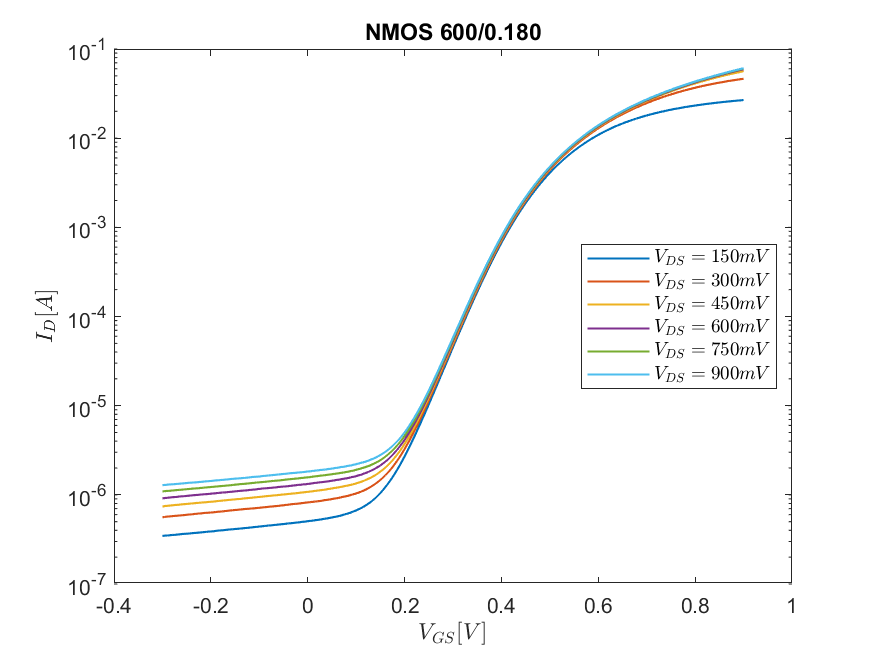 NMOS 600/0.180
10^-1
10^-2
10^-3
10^-4
10^-5
10^-6
10^-7
I_D[A]
V_DS = 150mV
V_DS = 300mV
V_DS = 450mV
V_DS = 600mV
V_DS = 750mV
V_DS = 900mV
-0.4 -0.2 0 0.2 0.4 0.6 0.8 1
V_GS[V]